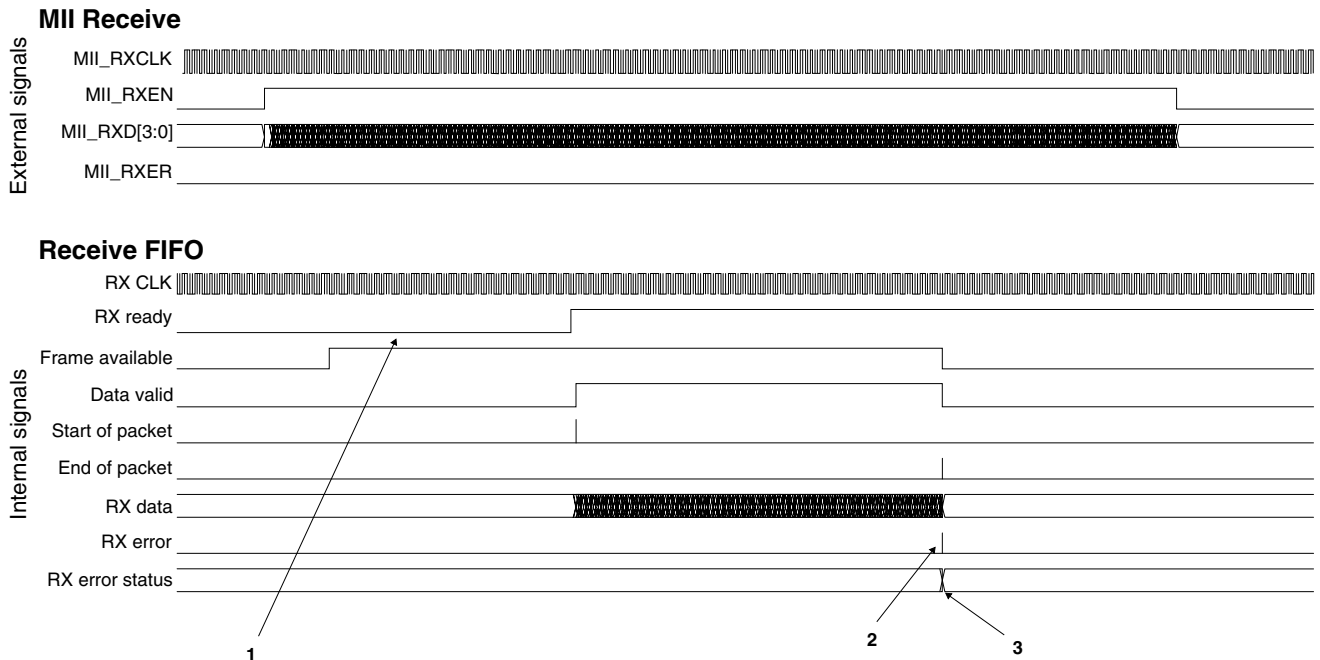 MII Receive
External signals
MII_RXCLK
MII_RXEN
MII_RXD[3:0]
MII_RXER
Receive FIFO
Internal signals
RX CLK
RX ready
Frame available
Data valid
Start of packet
End of packet
RX data
RX error
RX error status
1
2
3